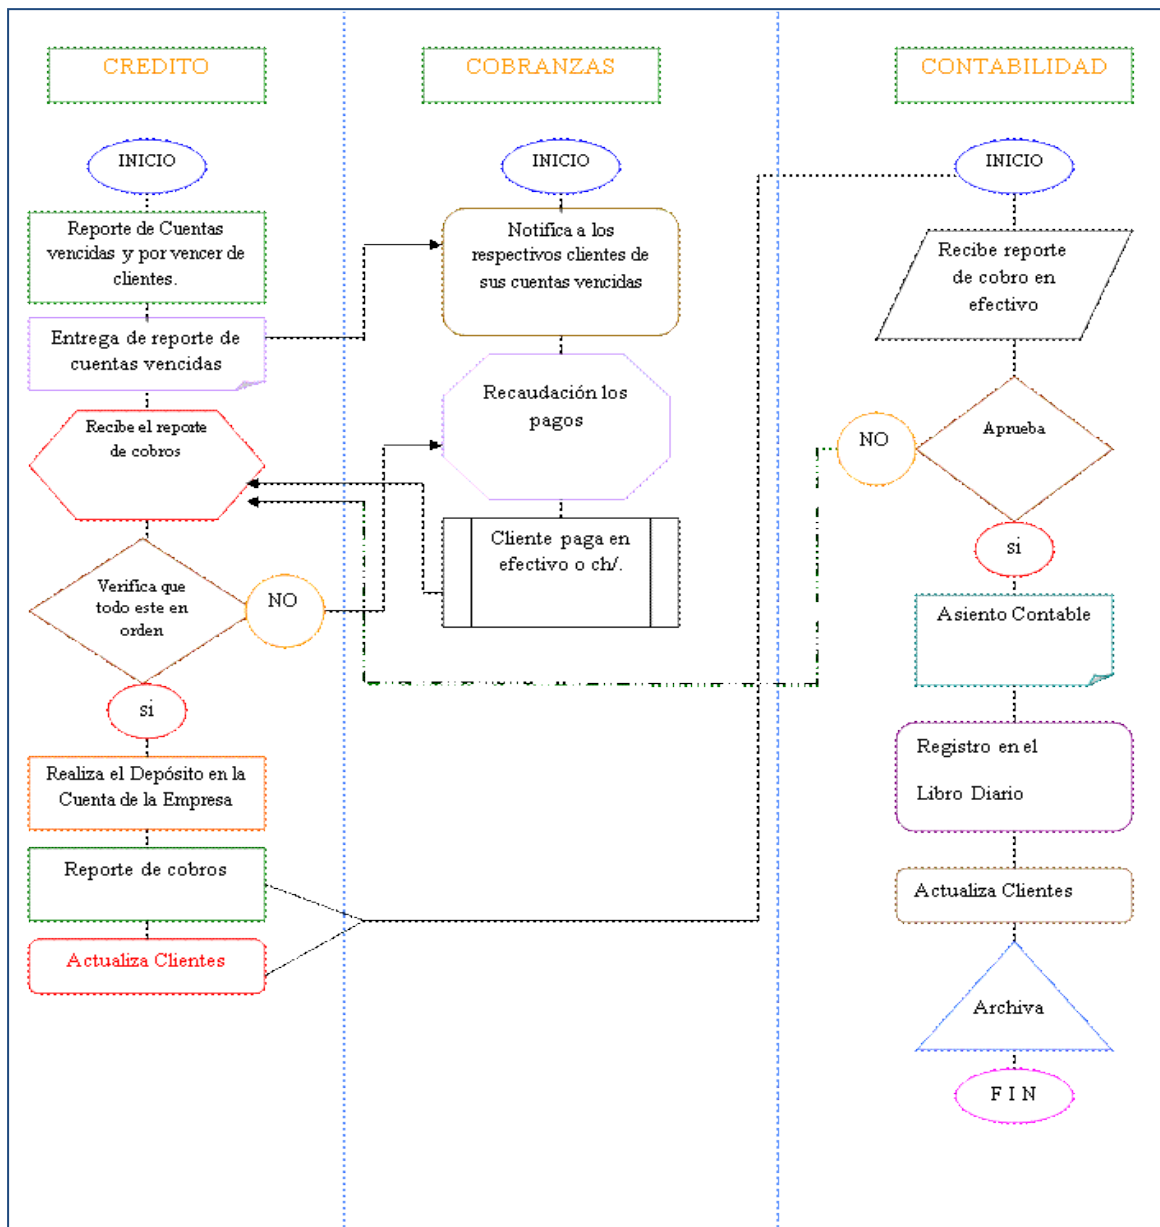 CREDITO
INICIO
Reporte de Cuentas
vencidas y por vencer de
clientes.
Entrega de reporte de
cuentas vencidas
Recibe el reporte
de cobros
Verifica que
todo este en
orden
NO
si
Realiza el Depósito en la
Cuenta de la Empresa
Reporte de cobros
Actualiza Clientes
COBRANZAS
INICIO
Notifica a los
respectivos clientes de
sus cuentas vencidas
Recaudación los
pagos
Cliente paga en
efectivo o ch/.
CONTABILIDAD
INICIO
Recibe reporte
de cobro en
efectivo
Aprueba
NO
si
Asiento Contable
Registro en el
Libro Diario
Actualiza Clientes
Archiva
F I N